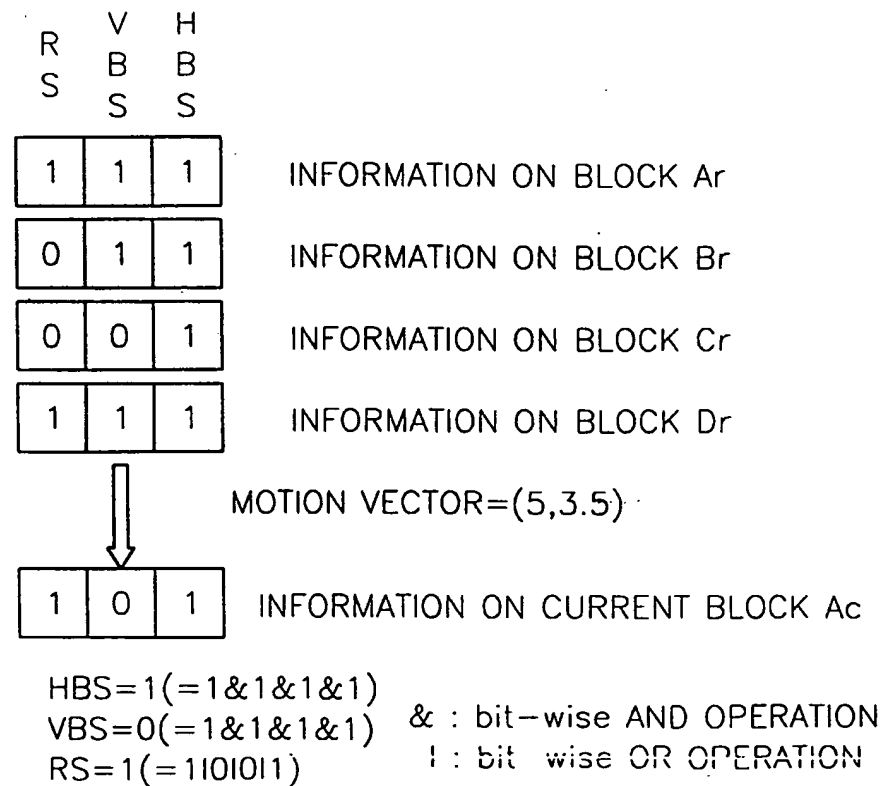 RS VBS HBS
1 1 1 INFORMATION ON BLOCK Ar
0 1 1 INFORMATION ON BLOCK Br
0 0 1 INFORMATION ON BLOCK Cr
1 1 1 INFORMATION ON BLOCK Dr
MOTION VECTOR=(5,3.5)
1 0 1 INFORMATION ON CURRENT BLOCK Ac
HBS=1(=1&1&1&1)
VBS=0(=1&1&1&1)
RS=1(=1|0|0|1)
& : bit-wise AND OPERATION
| : bit wise OR OPERATION